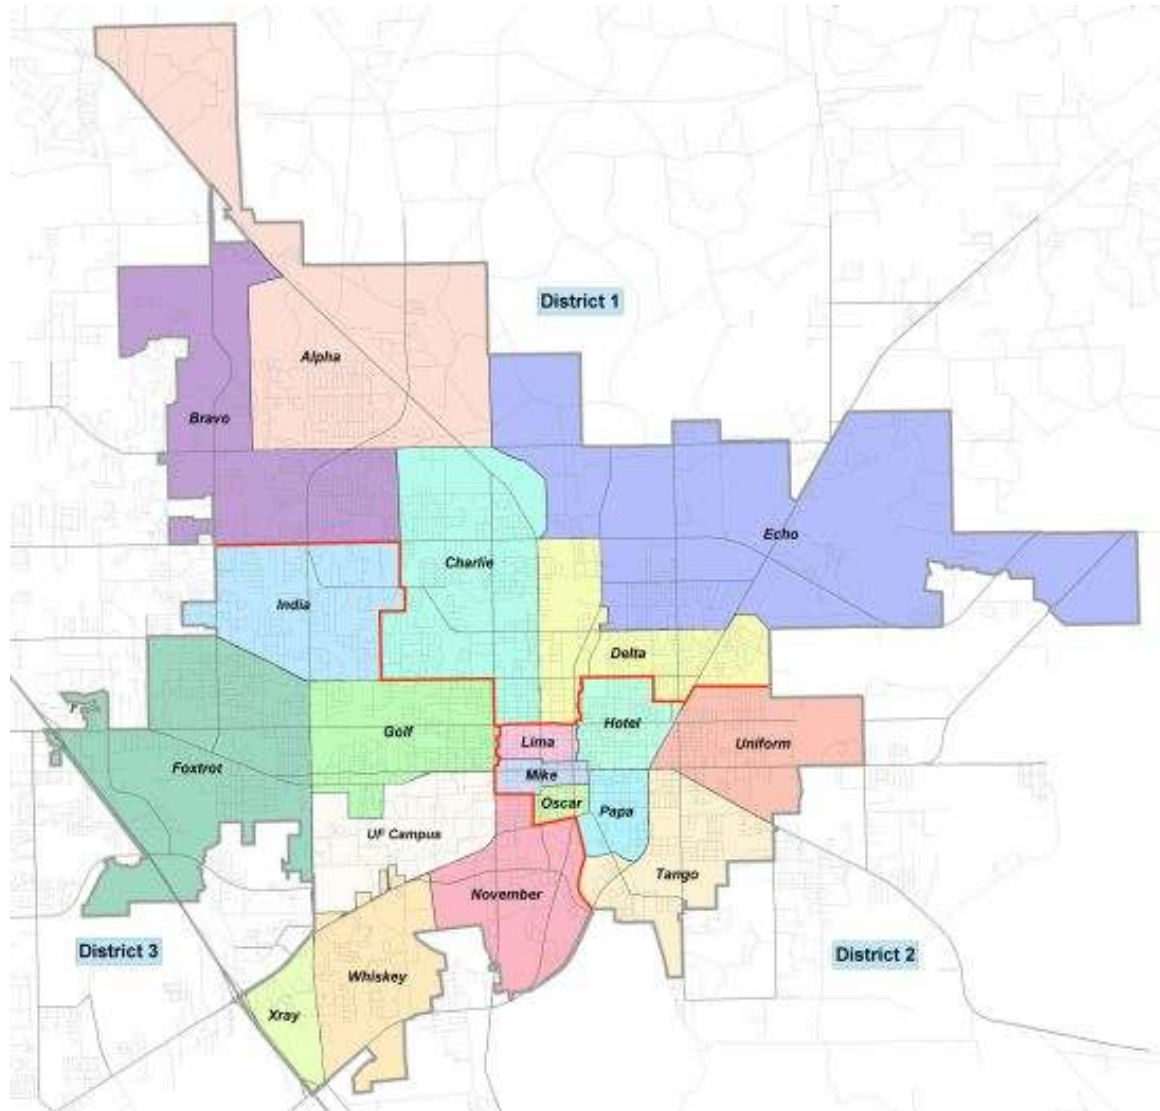 District 1
Alpha
Bravo
Echo
Charlie
India
Delta
F
Hotel
Golf
Lima
Uniform
Foxtrot
Mike
Oscar
Papa
UF Campus
Tango
November
District 3
District 2
Whiskey
Xray